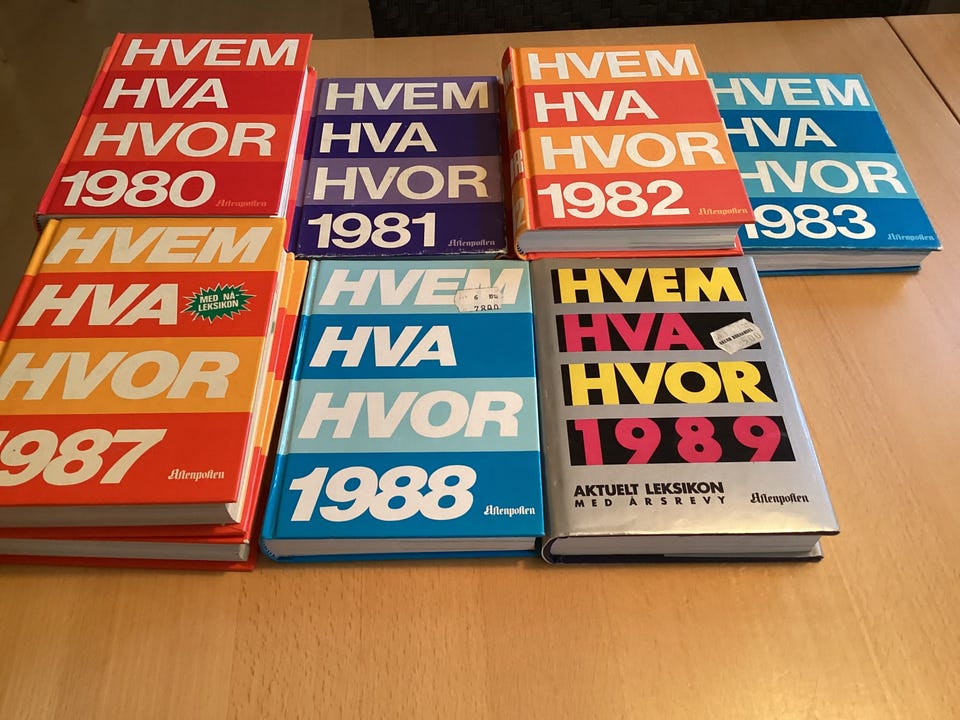 HVEM
HVA
HVOR
1980
Aftenposten
HVEM
HVA
HVOR
1981
Aftenposten
HVEM
HVA
HVOR
1982
Aftenposten
HVEM
HVA
HVOR
1983
Aftenposten
HVEM
HVA
MED NÅ-
LEKSIKON
HVOR
1987
Aftenposten
HVEM
HVA
HVOR
1988
Aftenposten
HVEM
HVA
HVOR
1989
AKTUELT LEKSIKON
MED ÅRSREVY
Aftenposten